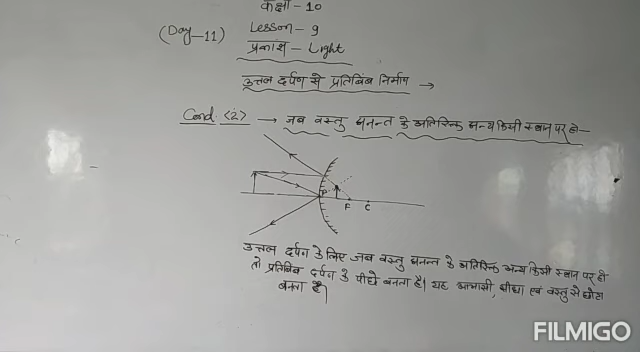 कक्षा - 10
(Day-11) Lesson - 9
प्रकाश - Light
उत्तल दर्पण से प्रतिबिंब निर्माण →
Cond. <2> → जब वस्तु अनन्त के अतिरिक्त अन्य किसी स्थान पर हो-
P F C
उत्तल दर्पण के लिए जब वस्तु अनन्त के अतिरिक्त अन्य किसी स्थान पर हो
तो प्रतिबिंब दर्पण के पीछे बनता है। यह आभासी, सीधा एवं वस्तु से छोटा
बनता है।
FILMIGO